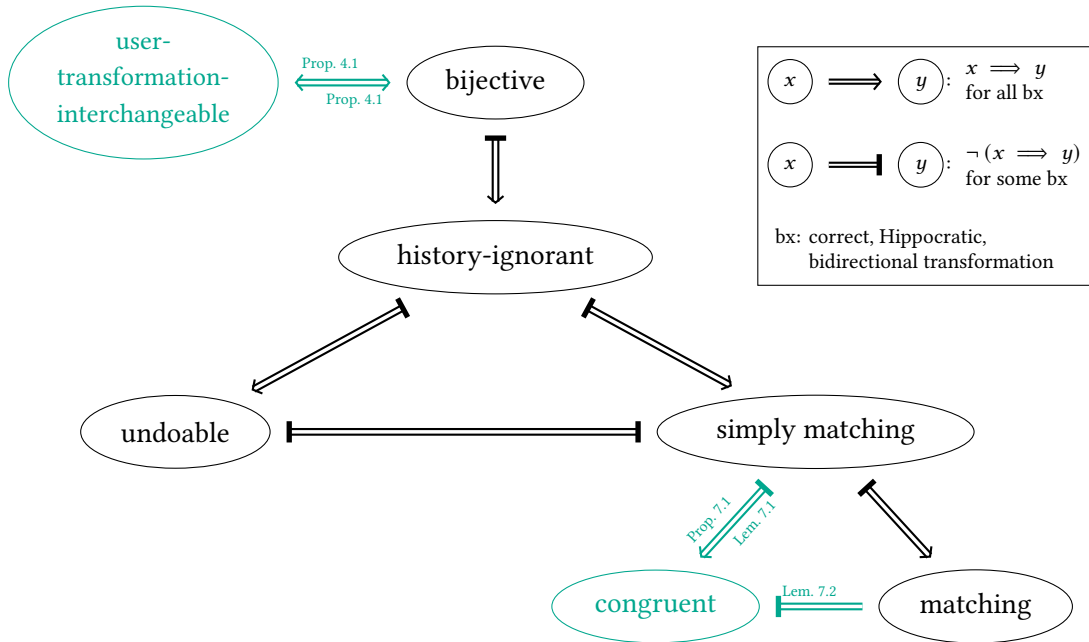 user-
transformation-
interchangeable
Prop. 4.1
Prop. 4.1
bijective
x
y
: x ⟹ y
for all bx
x
y
: ¬ (x ⟹ y)
for some bx
bx: correct, Hippocratic,
bidirectional transformation
history-ignorant
undoable
simply matching
Prop. 7.1
Lem. 7.1
congruent
Lem. 7.2
matching